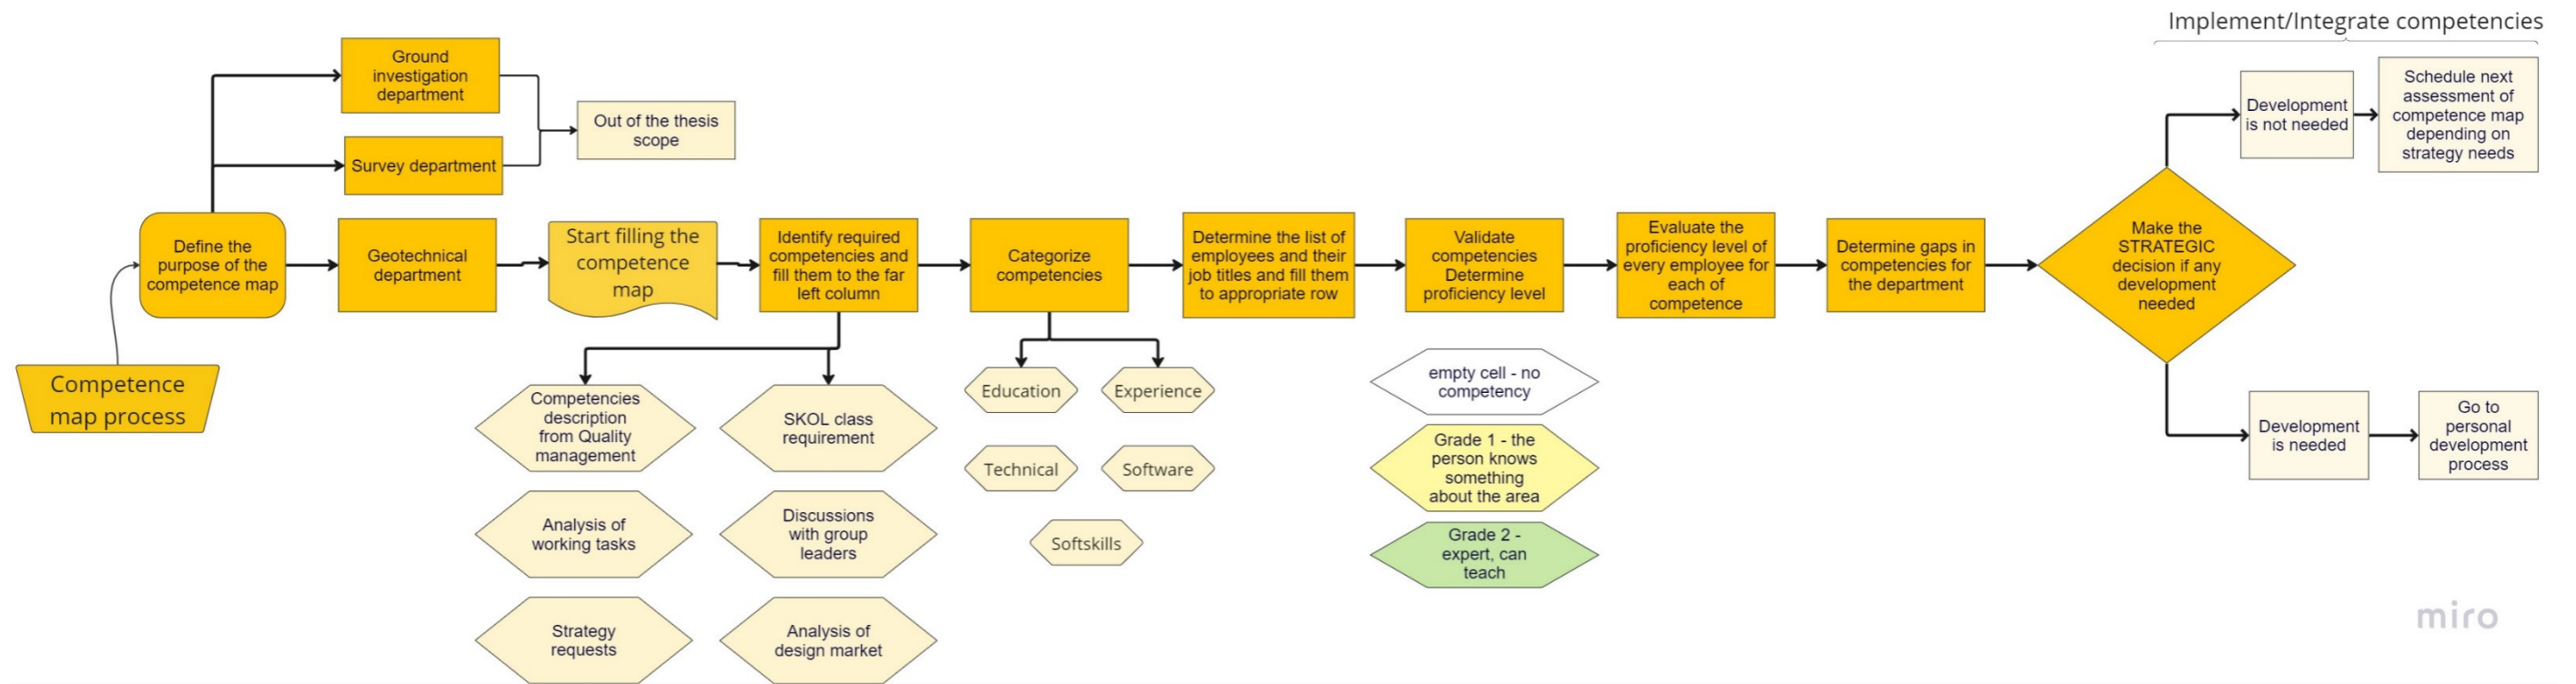 Implement/Integrate competencies
Ground
investigation
department
Out of the thesis
scope
Survey department
Development
is not needed
Schedule next
assessment of
competence map
depending on
strategy needs
Competence
map process
Define the
purpose of the
competence map
Geotechnical
department
Start filling the
competence
map
Identify required
competencies and
fill them to the far
left column
Categorize
competencies
Determine the list of
employees and their
job titles and fill them
to appropriate row
Validate
competencies
Determine
proficiency level
Evaluate the
proficiency level of
every employee for
each of
competence
Determine gaps in
competencies for
the department
Make the
STRATEGIC
decision if any
development
needed
Competencies
description
from Quality
management
SKOL class
requirement
Analysis of
working tasks
Discussions
with group
leaders
Strategy
requests
Analysis of
design market
Education
Experience
Technical
Software
Softskills
empty cell - no
competency
Grade 1 - the
person knows
something
about the area
Grade 2 -
expert, can
teach
Development
is needed
Go to
personal
development
process
miro